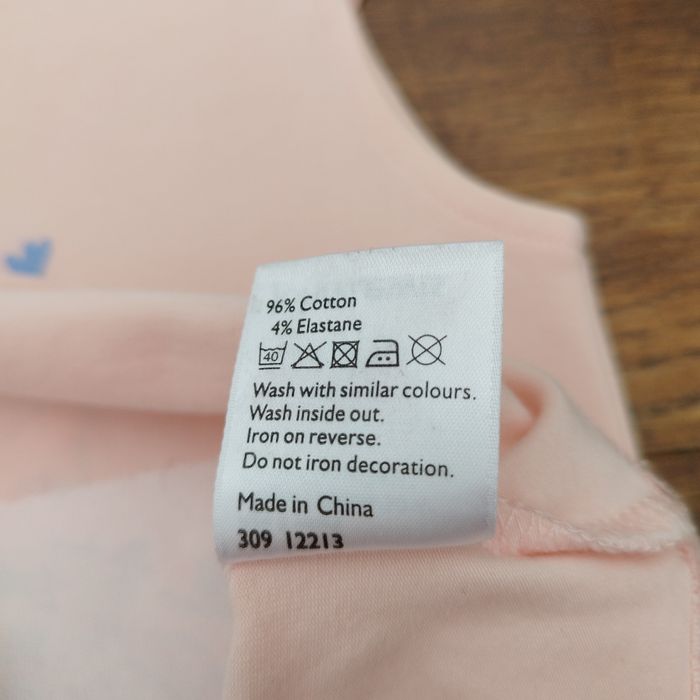 96% Cotton
4% Elastane
40
Wash with similar colours.
Wash inside out.
Iron on reverse.
Do not iron decoration.
Made in China
309 12213